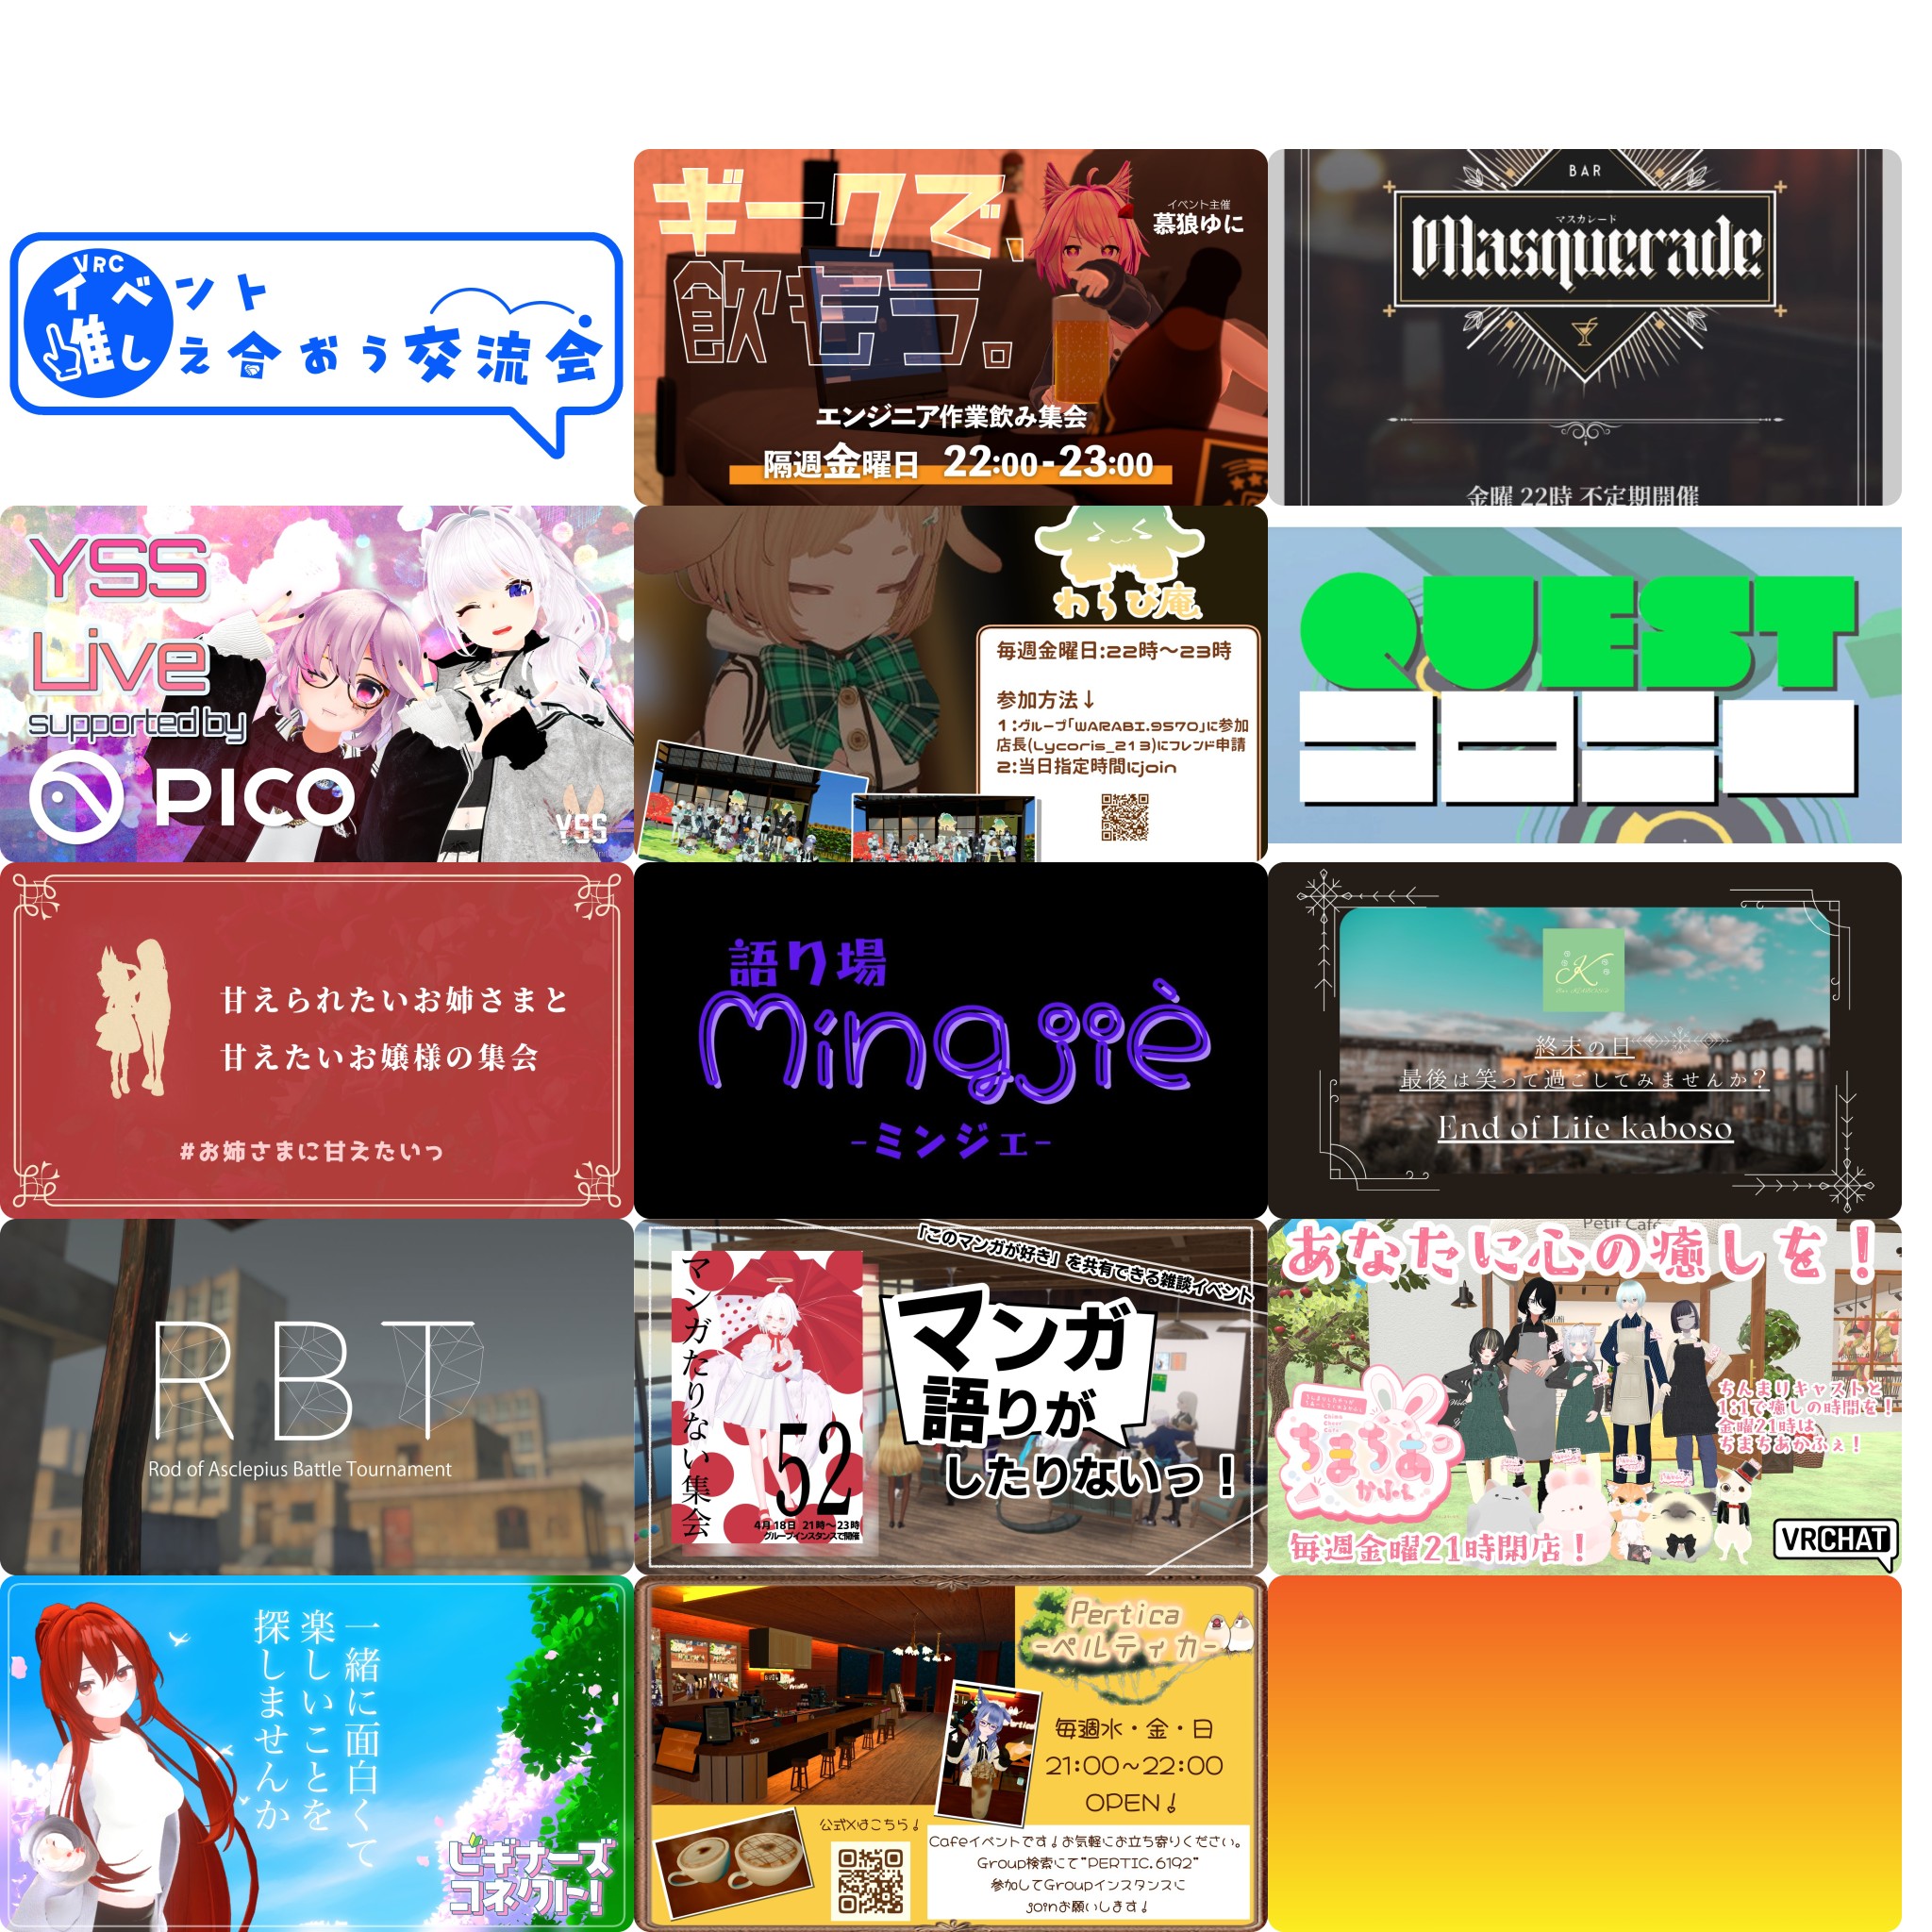 VRC
イベント
推しえ合おう交流会
ギークで、
飲もう。
イベント主催
慕狼ゆに
エンジニア作業飲み集会
隔週金曜日 22:00-23:00
BAR
マスカレード
Masquerade
金曜 22時 不定期開催
YSS
Live
supported by
PICO
YSS
わらび庵
毎週金曜日:22時〜23時
参加方法↓
1:グループ「WARABI.9570」に参加
店長(Lycoris_213)にフレンド申請
2:当日指定時間にjoin
QUEST
甘えられたいお姉さまと
甘えたいお嬢様の集会
#お姉さまに甘えたいっ
語り場
Mingjiè
-ミンジェ-
K
終末の日
最後は笑って過ごしてみませんか?
End of Life kaboso
RBT
Rod of Asclepius Battle Tournament
マンガたりない集会
52
4月18日 21時〜23時
グループインスタンスで開催
「このマンガが好き」を共有できる雑談イベント
マンガ
語りが
したりないっ!
Petit Café
あなたに心の癒しを!
ちんまりキャストと
1:1で癒しの時間を!
金曜21時は
ちまちあかふぇ!
ちまちあ
かふぇ
毎週金曜21時開店!
VRCHAT
一緒に面白くて
楽しいことを
探しませんか
ビギナーズ
コネクト!
Pertica
-ペルティカ-
毎週水・金・日
21:00~22:00
OPEN!
公式Xはこちら!
Cafeイベントです!お気軽にお立ち寄りください。
Group検索にて"PERTIC.6192"
参加してGroupインスタンスに
joinお願いします!